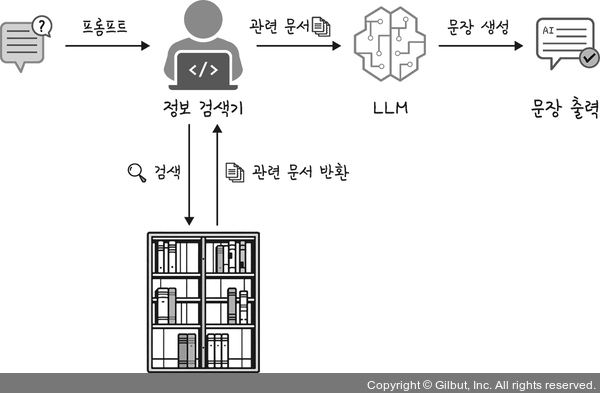 ?
프롬프트
</>
정보 검색기
관련 문서
LLM
문장 생성
AI
문장 출력
검색
관련 문서 반환
Copyright © Gilbut, Inc. All rights reserved.